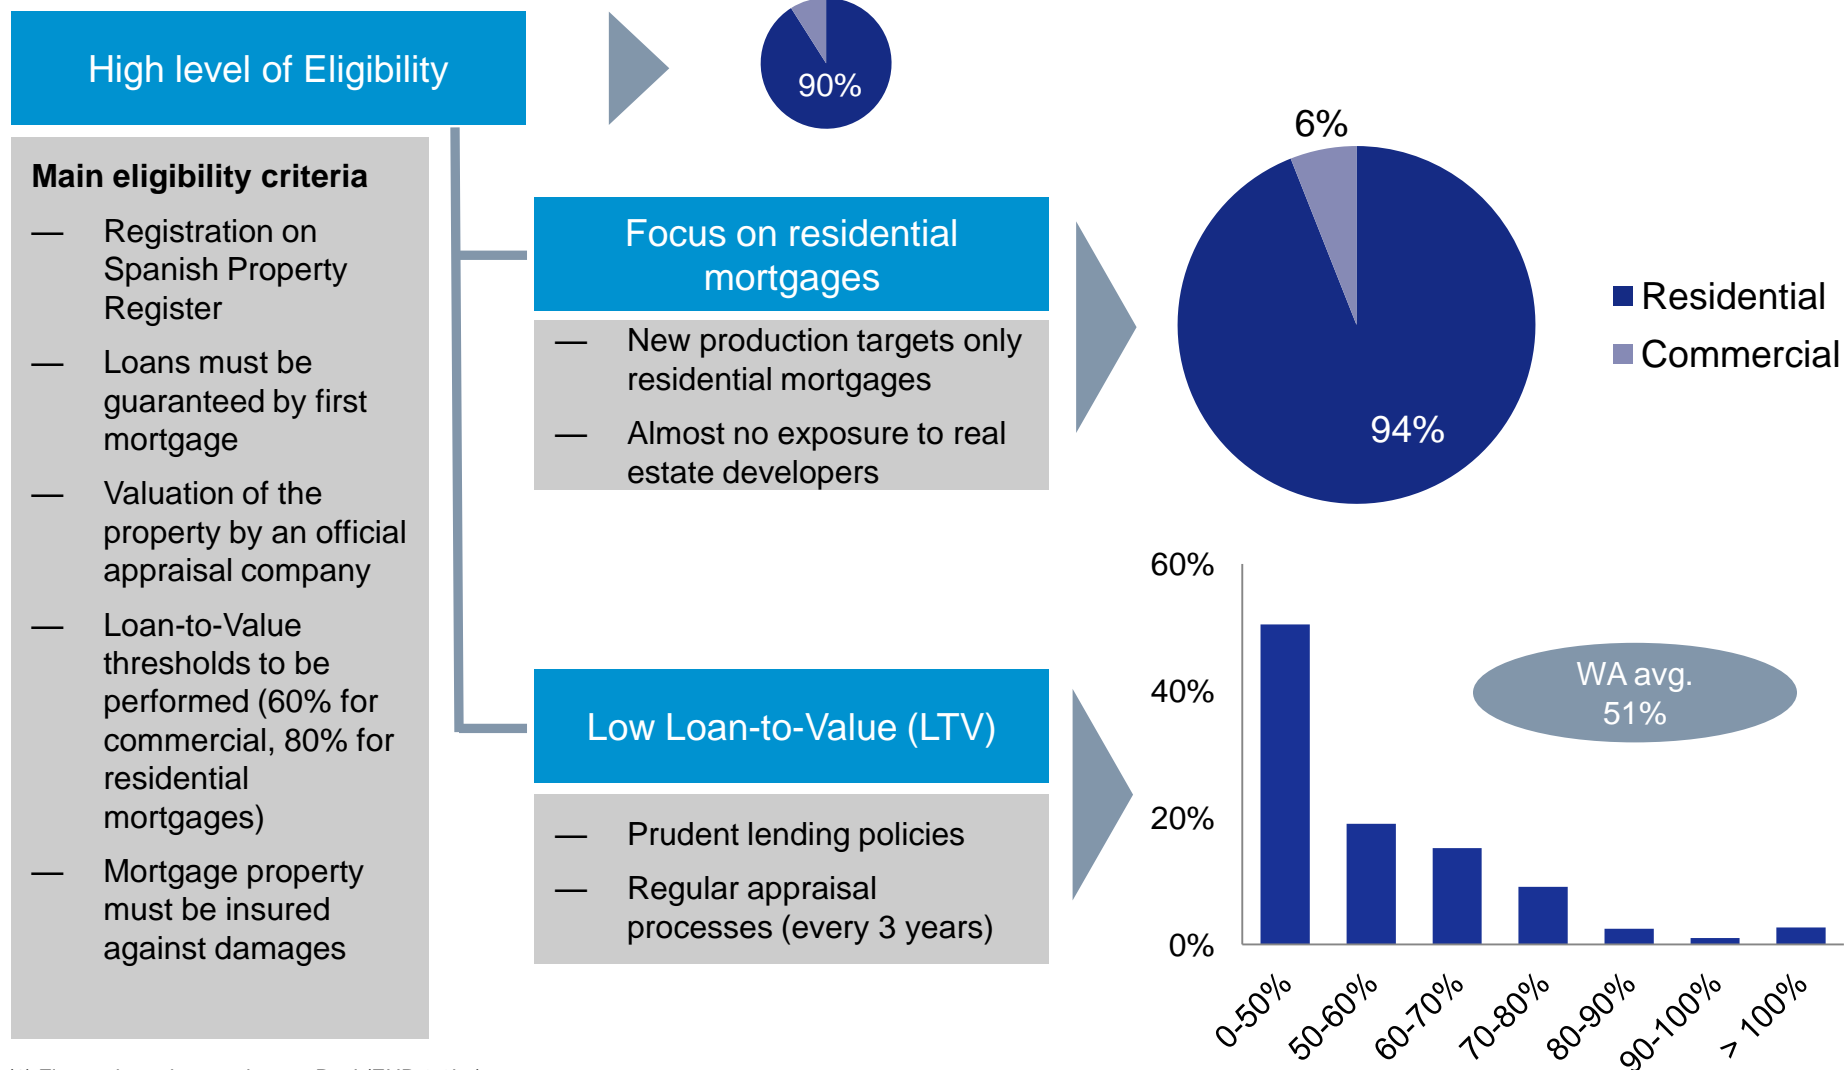 High level of Eligibility
90%
Main eligibility criteria
— Registration on
Spanish Property
Register
— Loans must be
guaranteed by first
mortgage
— Valuation of the
property by an official
appraisal company
— Loan-to-Value
thresholds to be
performed (60% for
commercial, 80% for
residential
mortgages)
— Mortgage property
must be insured
against damages
Focus on residential
mortgages
— New production targets only
residential mortgages
— Almost no exposure to real
estate developers
6%
94%
Residential
Commercial
Low Loan-to-Value (LTV)
— Prudent lending policies
— Regular appraisal
processes (every 3 years)
60%
40%
20%
0%
WA avg.
51%
0-50%
50-60%
60-70%
70-80%
80-90%
90-100%
> 100%